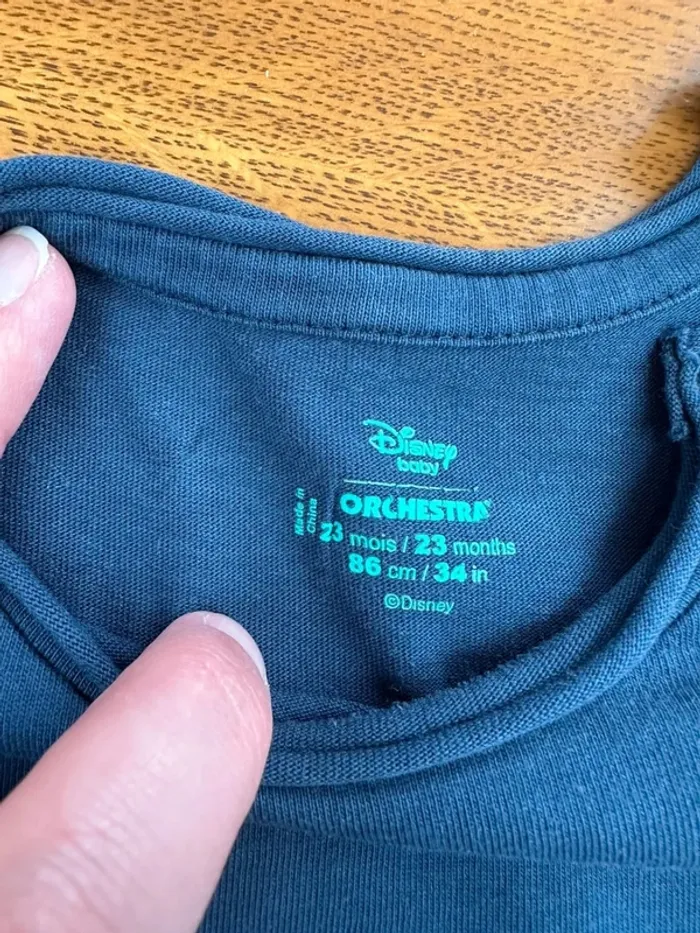 Disney
baby
ORCHESTRA
Made in
China
23 mois / 23 months
86 cm / 34 in
©Disney